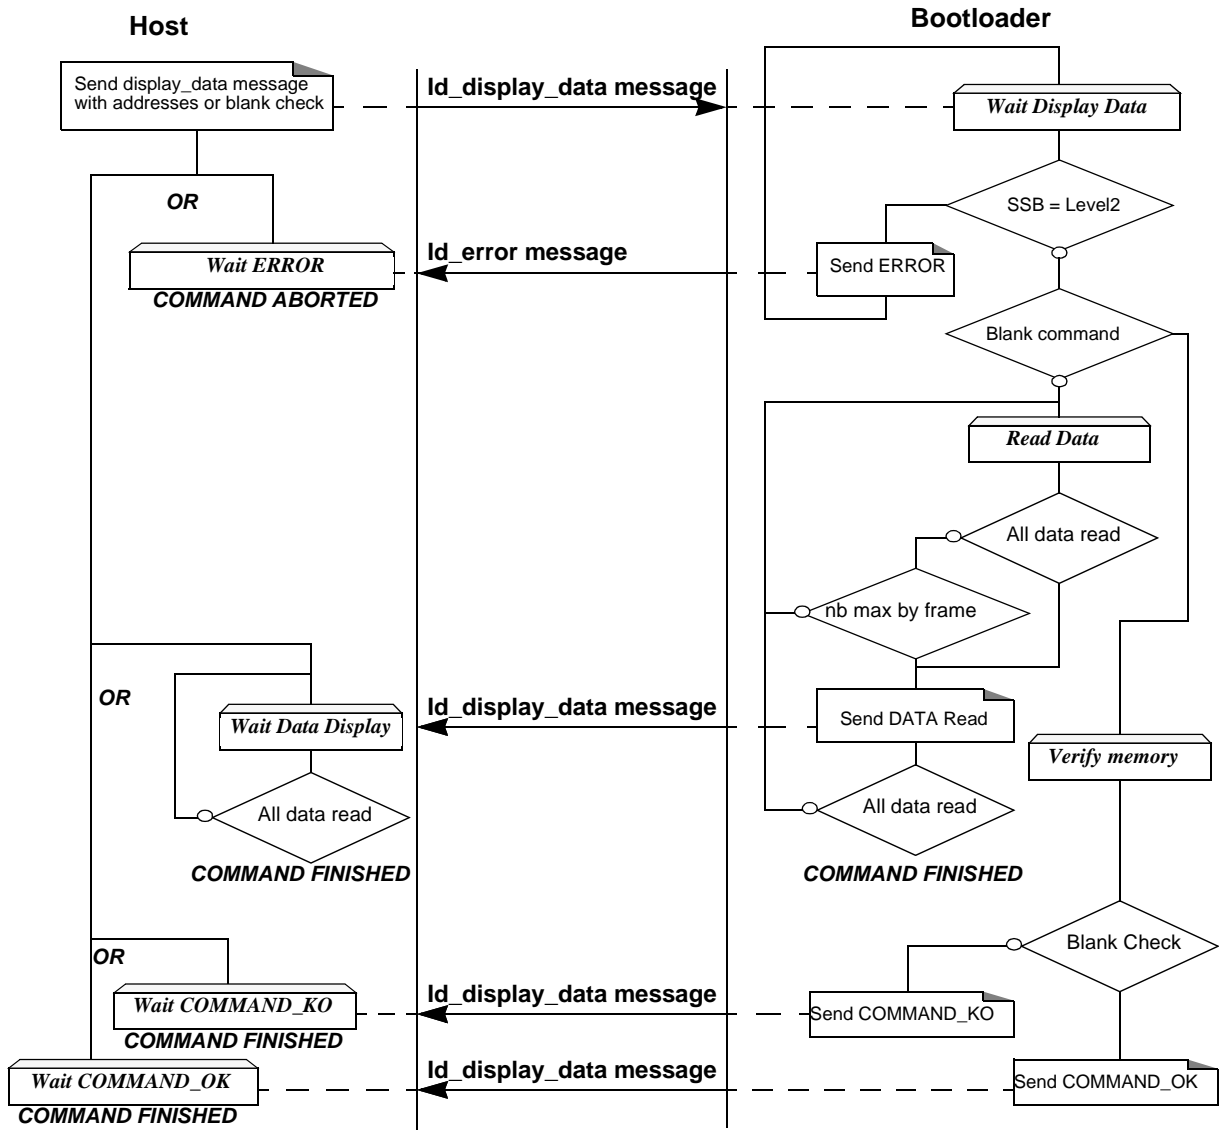 Host
Bootloader
Send display_data message
with addresses or blank check
Id_display_data message
Wait Display Data
OR
SSB = Level2
Id_error message
Wait ERROR
Send ERROR
COMMAND ABORTED
Blank command
Read Data
All data read
nb max by frame
OR
Id_display_data message
Wait Data Display
Send DATA Read
Verify memory
All data read
All data read
COMMAND FINISHED
COMMAND FINISHED
Blank Check
OR
Id_display_data message
Wait COMMAND_KO
Send COMMAND_KO
COMMAND FINISHED
Id_display_data message
Wait COMMAND_OK
Send COMMAND_OK
COMMAND FINISHED